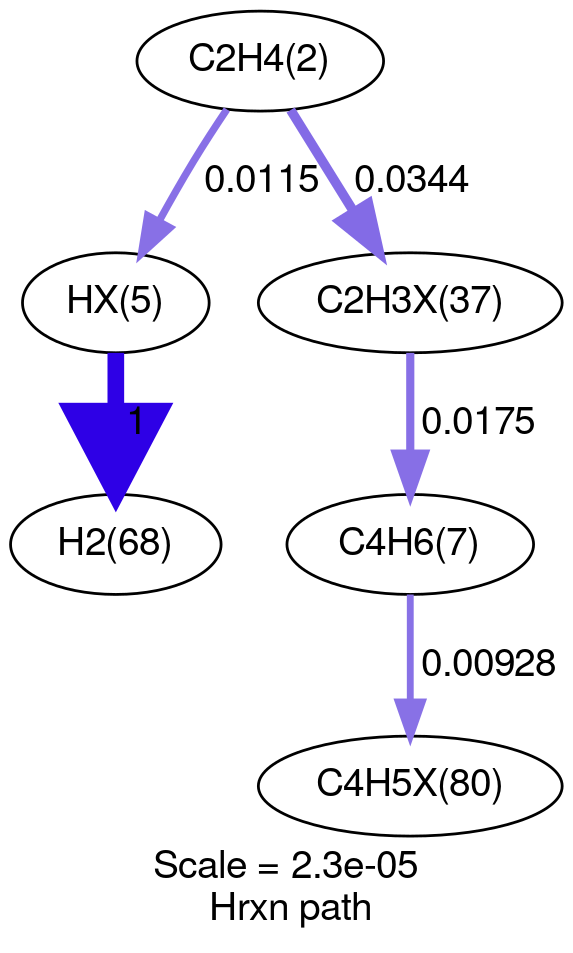 C2H4(2)
0.0115
0.0344
HX(5)
C2H3X(37)
1
0.0175
H2(68)
C4H6(7)
0.00928
C4H5X(80)
Scale = 2.3e-05
Hrxn path